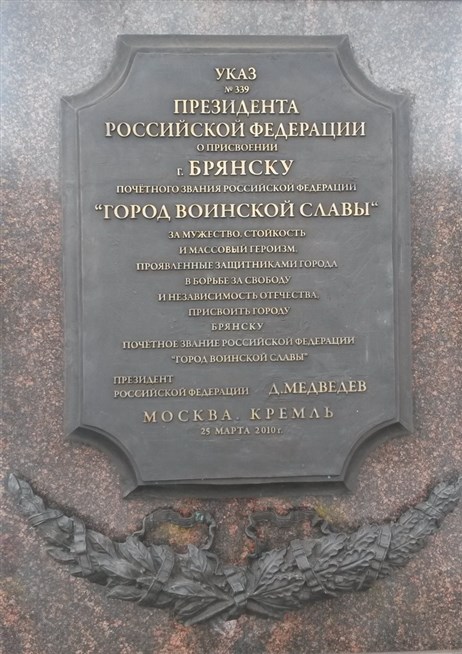 УКАЗ
№ 339
ПРЕЗИДЕНТА
РОССИЙСКОЙ ФЕДЕРАЦИИ
О ПРИСВОЕНИИ
г. БРЯНСКУ
ПОЧЁТНОГО ЗВАНИЯ РОССИЙСКОЙ ФЕДЕРАЦИИ
“ГОРОД ВОИНСКОЙ СЛАВЫ“
ЗА МУЖЕСТВО, СТОЙКОСТЬ
И МАССОВЫЙ ГЕРОИЗМ,
ПРОЯВЛЕННЫЕ ЗАЩИТНИКАМИ ГОРОДА
В БОРЬБЕ ЗА СВОБОДУ
И НЕЗАВИСИМОСТЬ ОТЕЧЕСТВА,
ПРИСВОИТЬ ГОРОДУ
БРЯНСКУ
ПОЧЕТНОЕ ЗВАНИЕ РОССИЙСКОЙ ФЕДЕРАЦИИ
“ГОРОД ВОИНСКОЙ СЛАВЫ“
ПРЕЗИДЕНТ
РОССИЙСКОЙ ФЕДЕРАЦИИ Д.МЕДВЕДЕВ
МОСКВА. КРЕМЛЬ
25 МАРТА 2010 г.